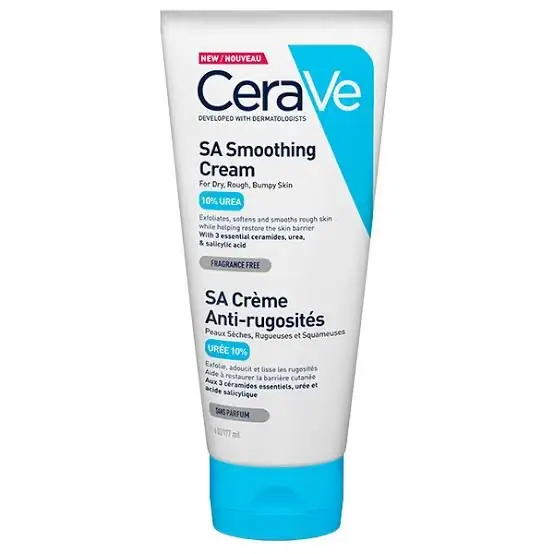 NEW / NOUVEAU
CeraVe
DEVELOPED WITH DERMATOLOGISTS
SA Smoothing
Cream
For Dry, Rough, Bumpy Skin
10% UREA
Exfoliates, softens and smooths rough skin
while helping restore the skin barrier
With 3 essential ceramides, urea,
& salicylic acid
FRAGRANCE FREE
SA Crème
Anti-rugosités
Peaux Sèches, Rugueuses et Squameuses
URÉE 10%
Exfolie, adoucit et lisse les rugosités
Aide à restaurer la barrière cutanée
Aux 3 céramides essentiels, urée et
acide salicylique
SANS PARFUM
177 ml